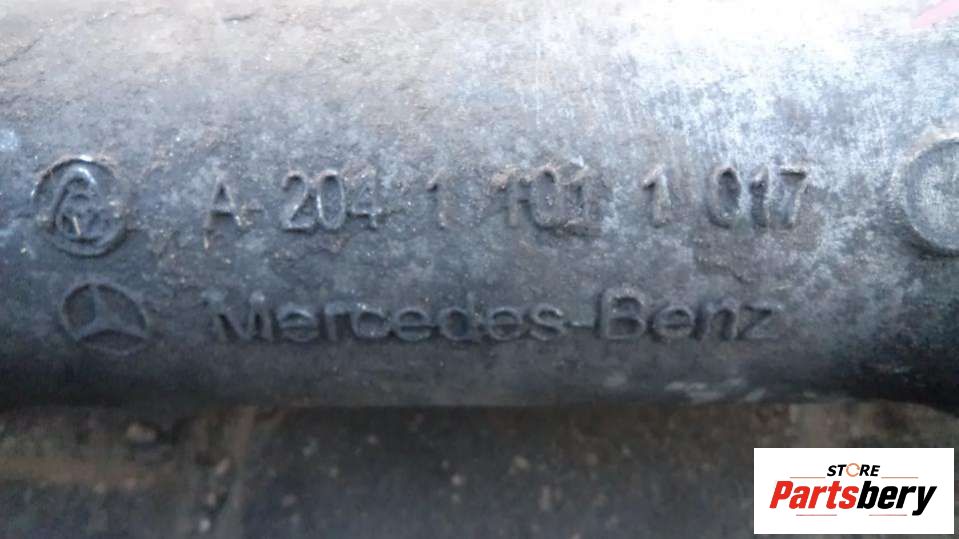 A 204 1 101 1 017
Mercedes-Benz
STORE
Partsbery